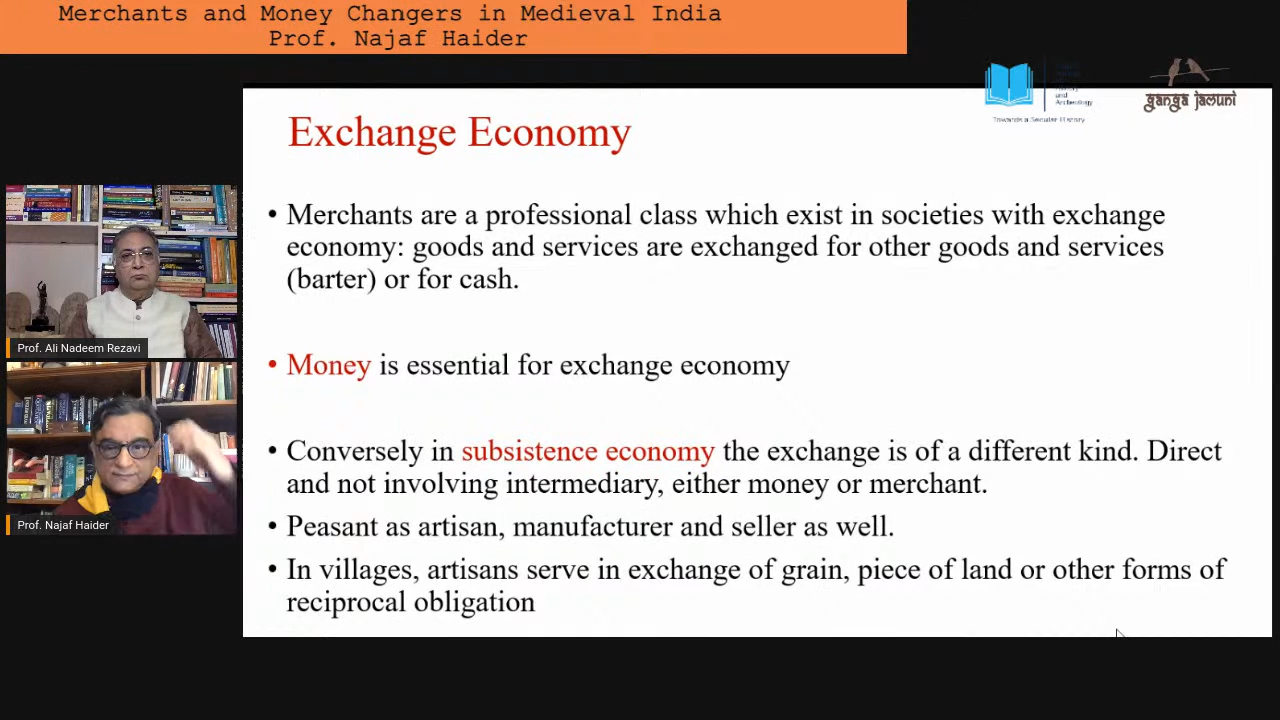 Merchants and Money Changers in Medieval India
Prof. Najaf Haider
and
Archaeology
Towards a Secular History
ganga jamuni
Exchange Economy
• Merchants are a professional class which exist in societies with exchange
economy: goods and services are exchanged for other goods and services
(barter) or for cash.
• Money is essential for exchange economy
• Conversely in subsistence economy the exchange is of a different kind. Direct
and not involving intermediary, either money or merchant.
• Peasant as artisan, manufacturer and seller as well.
• In villages, artisans serve in exchange of grain, piece of land or other forms of
reciprocal obligation
Prof. Ali Nadeem Rezavi
Prof. Najaf Haider